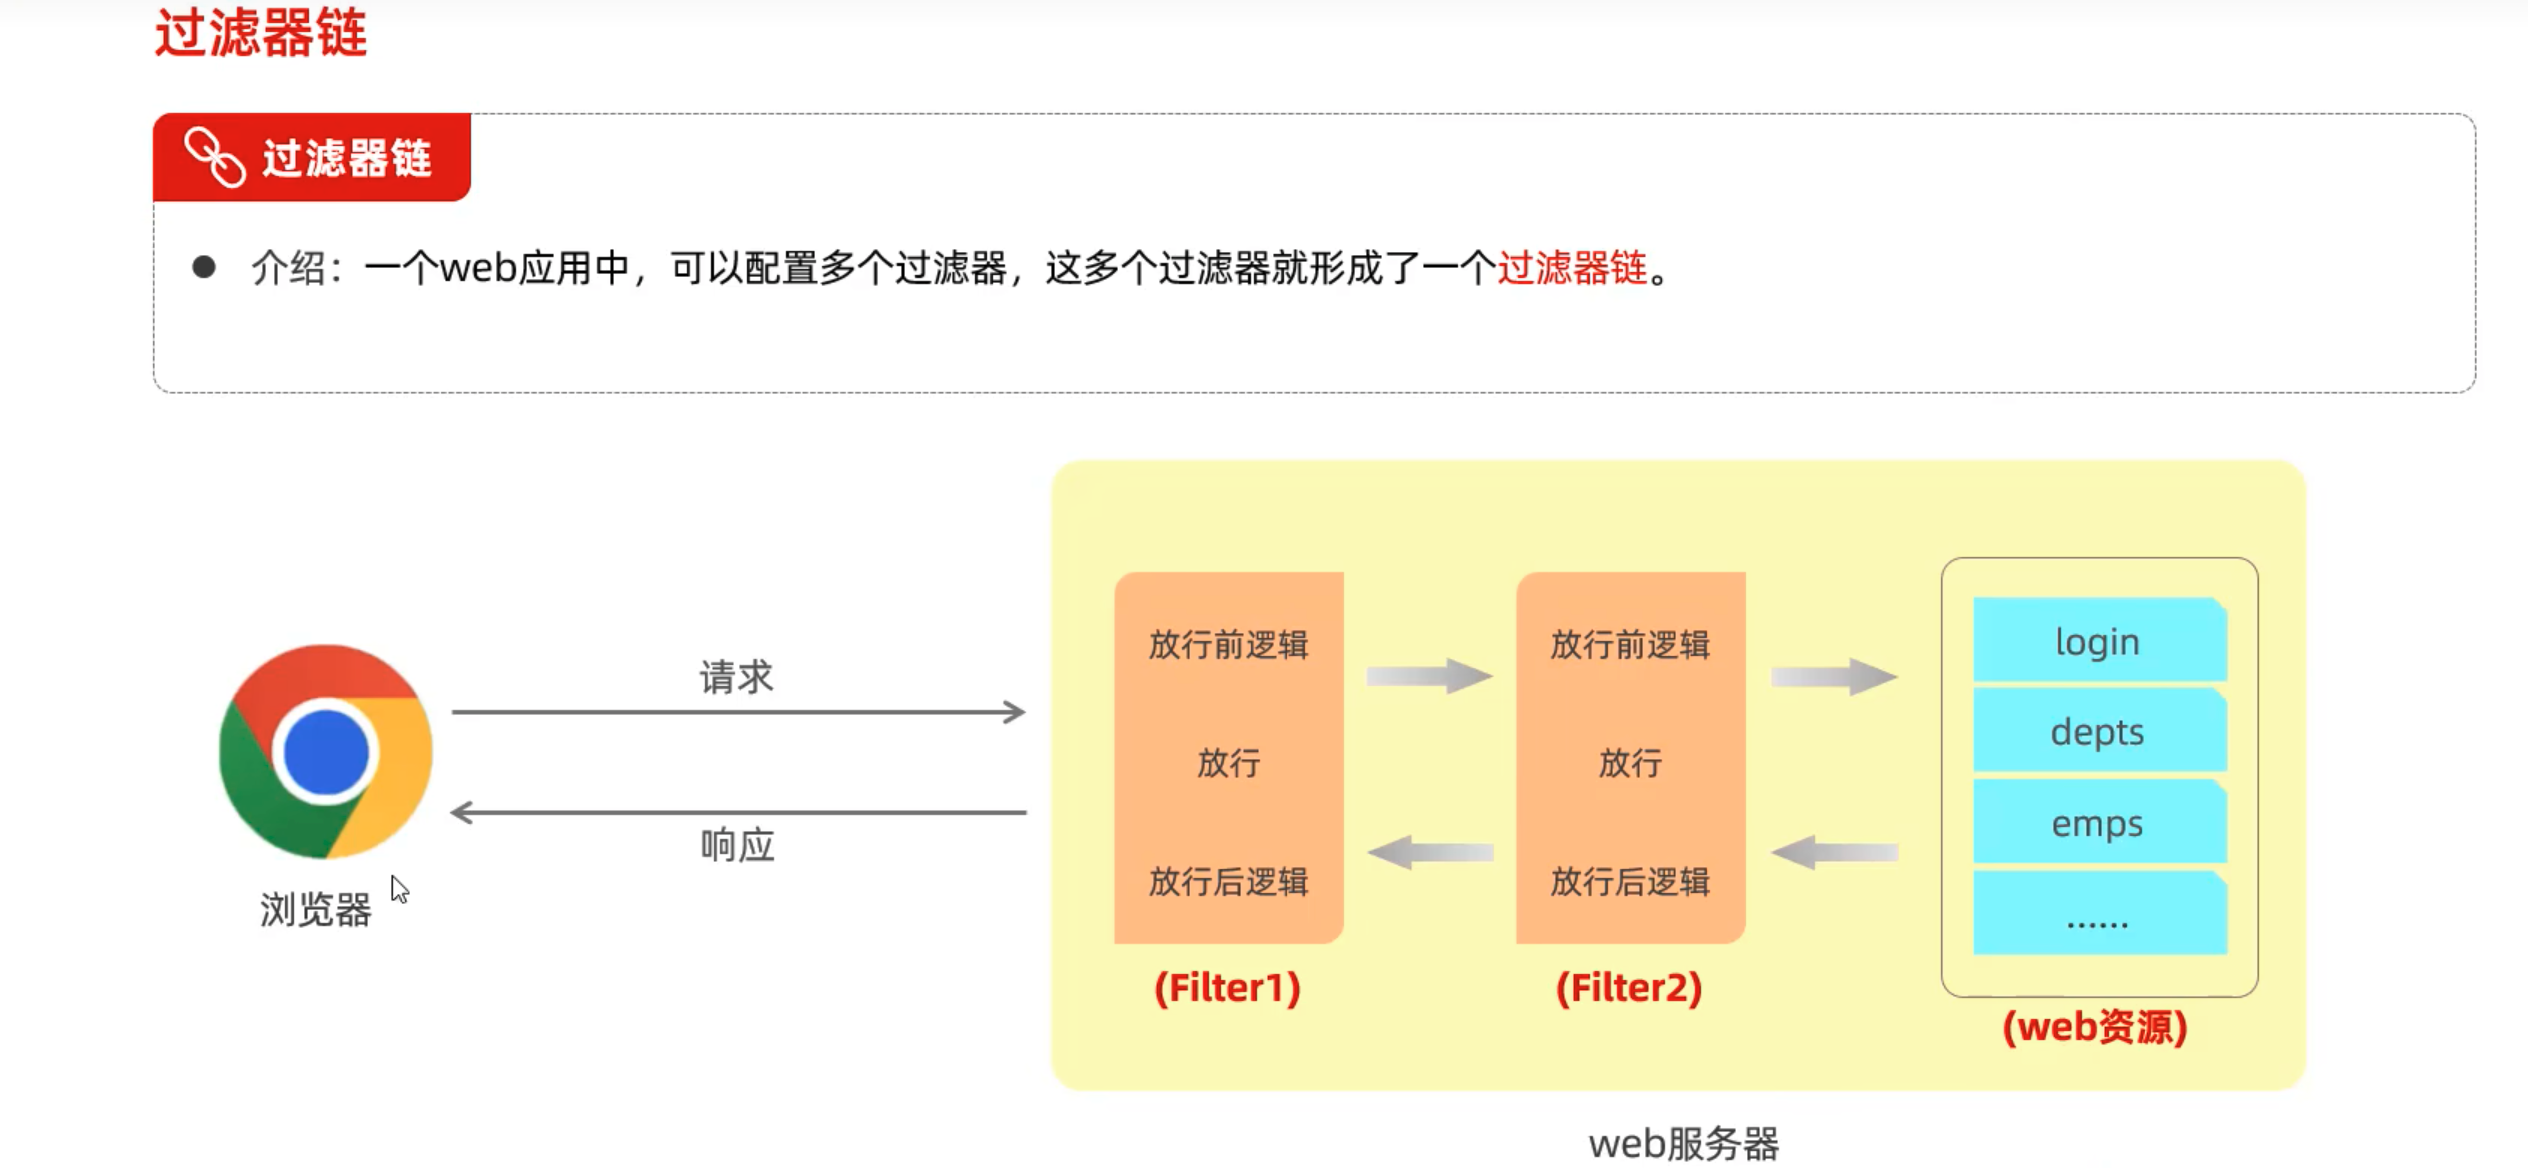 过滤器链
过滤器链
介绍：一个web应用中，可以配置多个过滤器，这多个过滤器就形成了一个过滤器链。
请求
响应
浏览器
放行前逻辑
放行
放行后逻辑
(Filter1)
放行前逻辑
放行
放行后逻辑
(Filter2)
login
depts
emps
......
(web资源)
web服务器